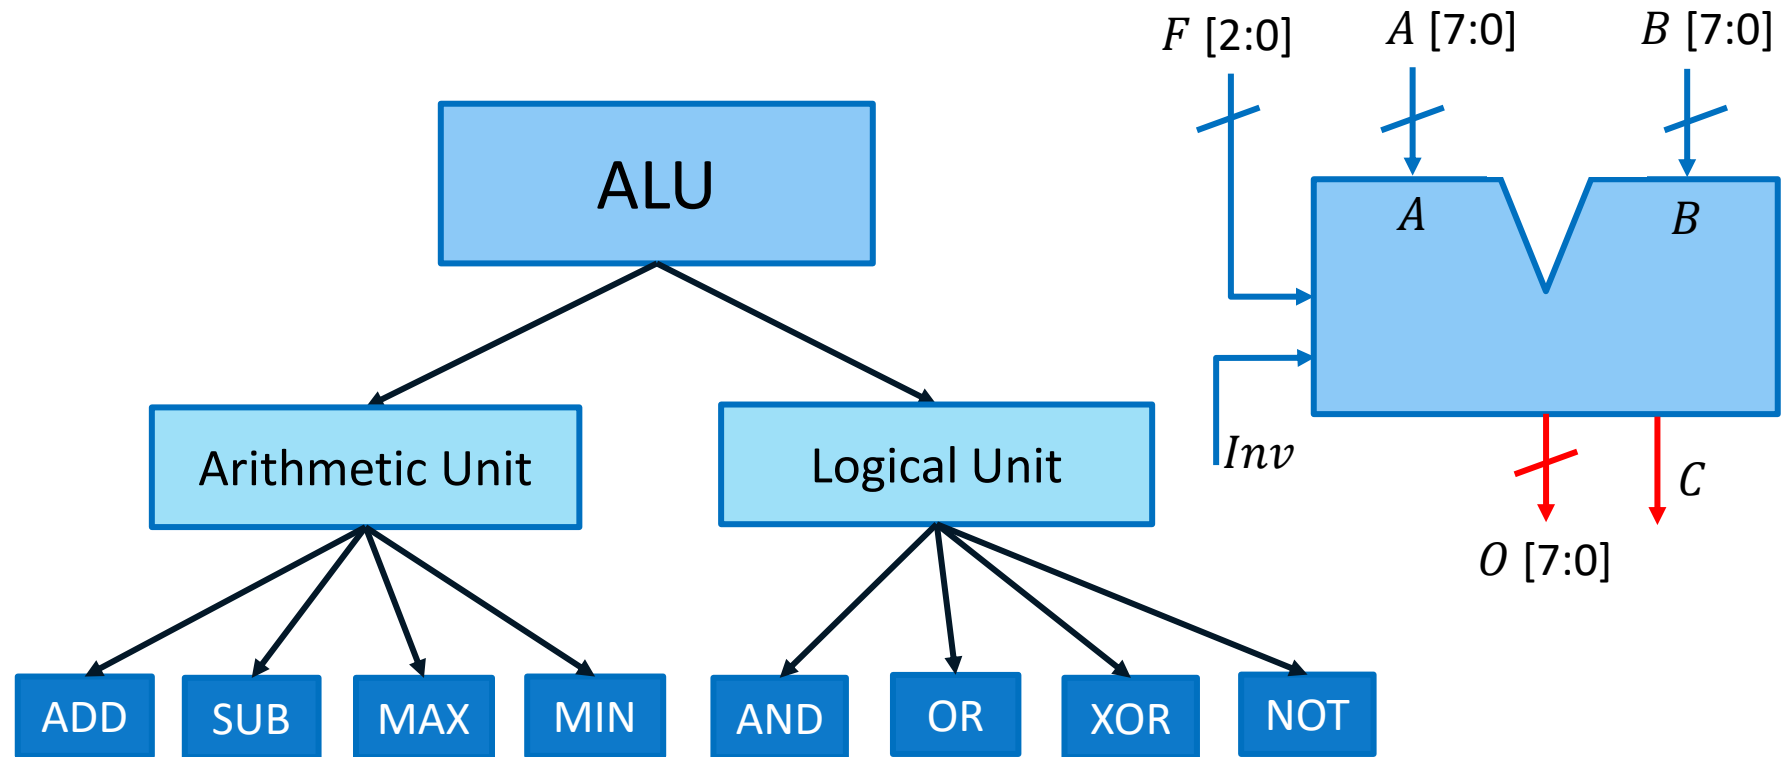 F [2:0]
A [7:0]
B [7:0]
ALU
A
B
Arithmetic Unit
Logical Unit
Inv
C
O [7:0]
ADD
SUB
MAX
MIN
AND
OR
XOR
NOT